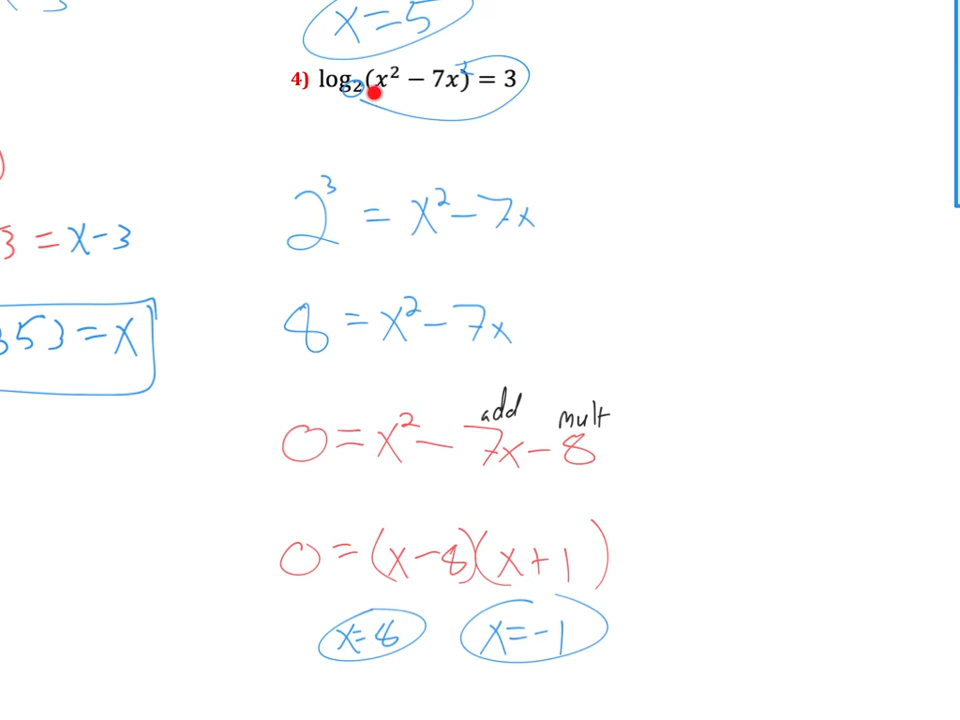 x=5
4) log₂(x² − 7x) = 3
2³ = x² − 7x
= x − 3
8 = x² − 7x
353 = x
add mult
0 = x² − 7x − 8
0 = (x − 8)(x + 1)
x=8 x=−1